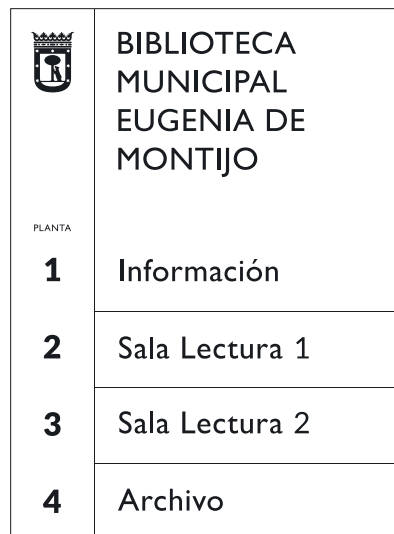 BIBLIOTECA
MUNICIPAL
EUGENIA DE
MONTIJO
PLANTA
1 Información
2 Sala Lectura 1
3 Sala Lectura 2
4 Archivo